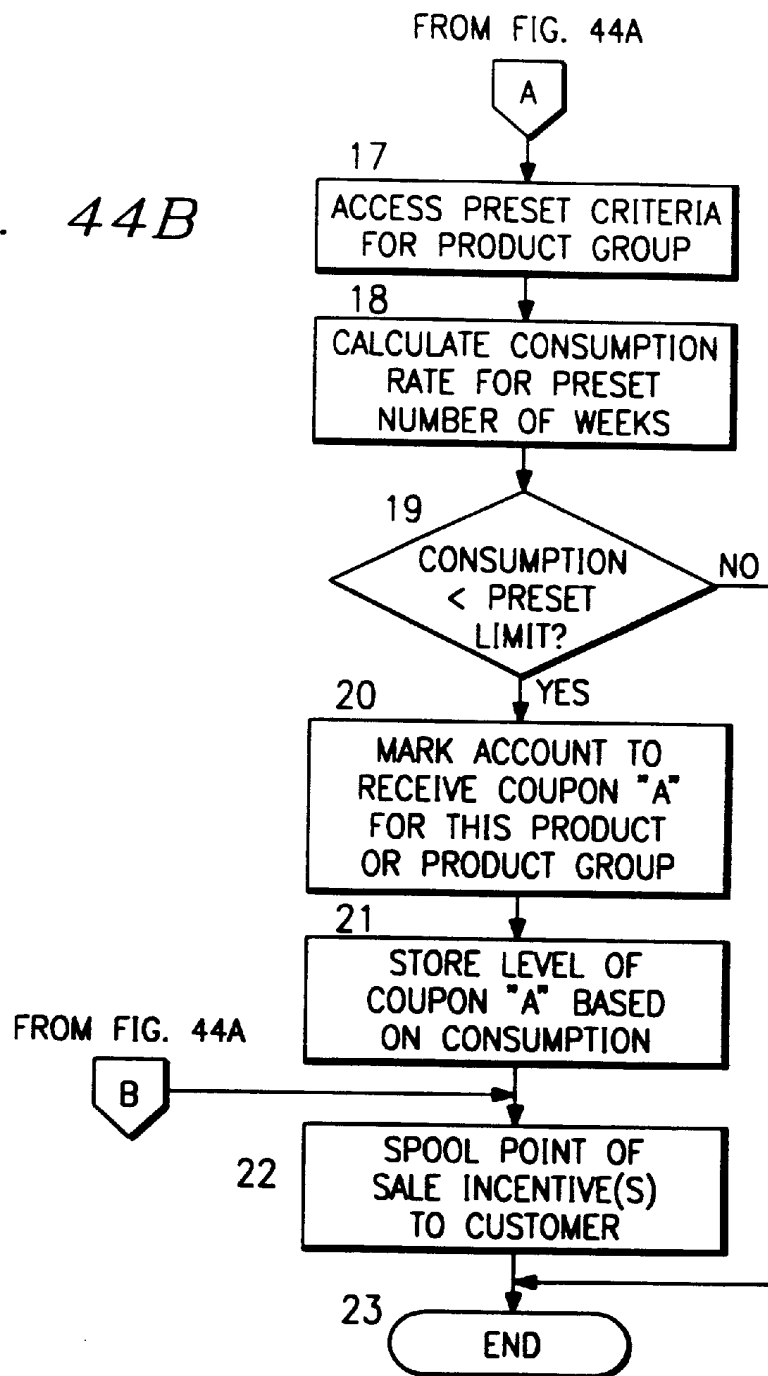 FROM FIG. 44A
A
17
. 44B
ACCESS PRESET CRITERIA
FOR PRODUCT GROUP
18
CALCULATE CONSUMPTION
RATE FOR PRESET
NUMBER OF WEEKS
19
CONSUMPTION
< PRESET
LIMIT?
NO
YES
20
MARK ACCOUNT TO
RECEIVE COUPON "A"
FOR THIS PRODUCT
OR PRODUCT GROUP
21
STORE LEVEL OF
COUPON "A" BASED
ON CONSUMPTION
FROM FIG. 44A
B
22
SPOOL POINT OF
SALE INCENTIVE(S)
TO CUSTOMER
23
END